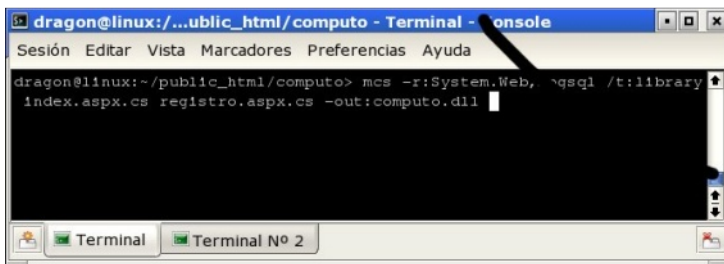 dragon@linux:/...ublic_html/computo - Terminal -
Sesión Editar Vista Marcadores Preferencias Ayuda
dragon@linux:~/public_html/computo> mcs -r:System.Web, /t:library
index.aspx.cs registro.aspx.cs -out:computo.dll
Terminal
Terminal Nº 2